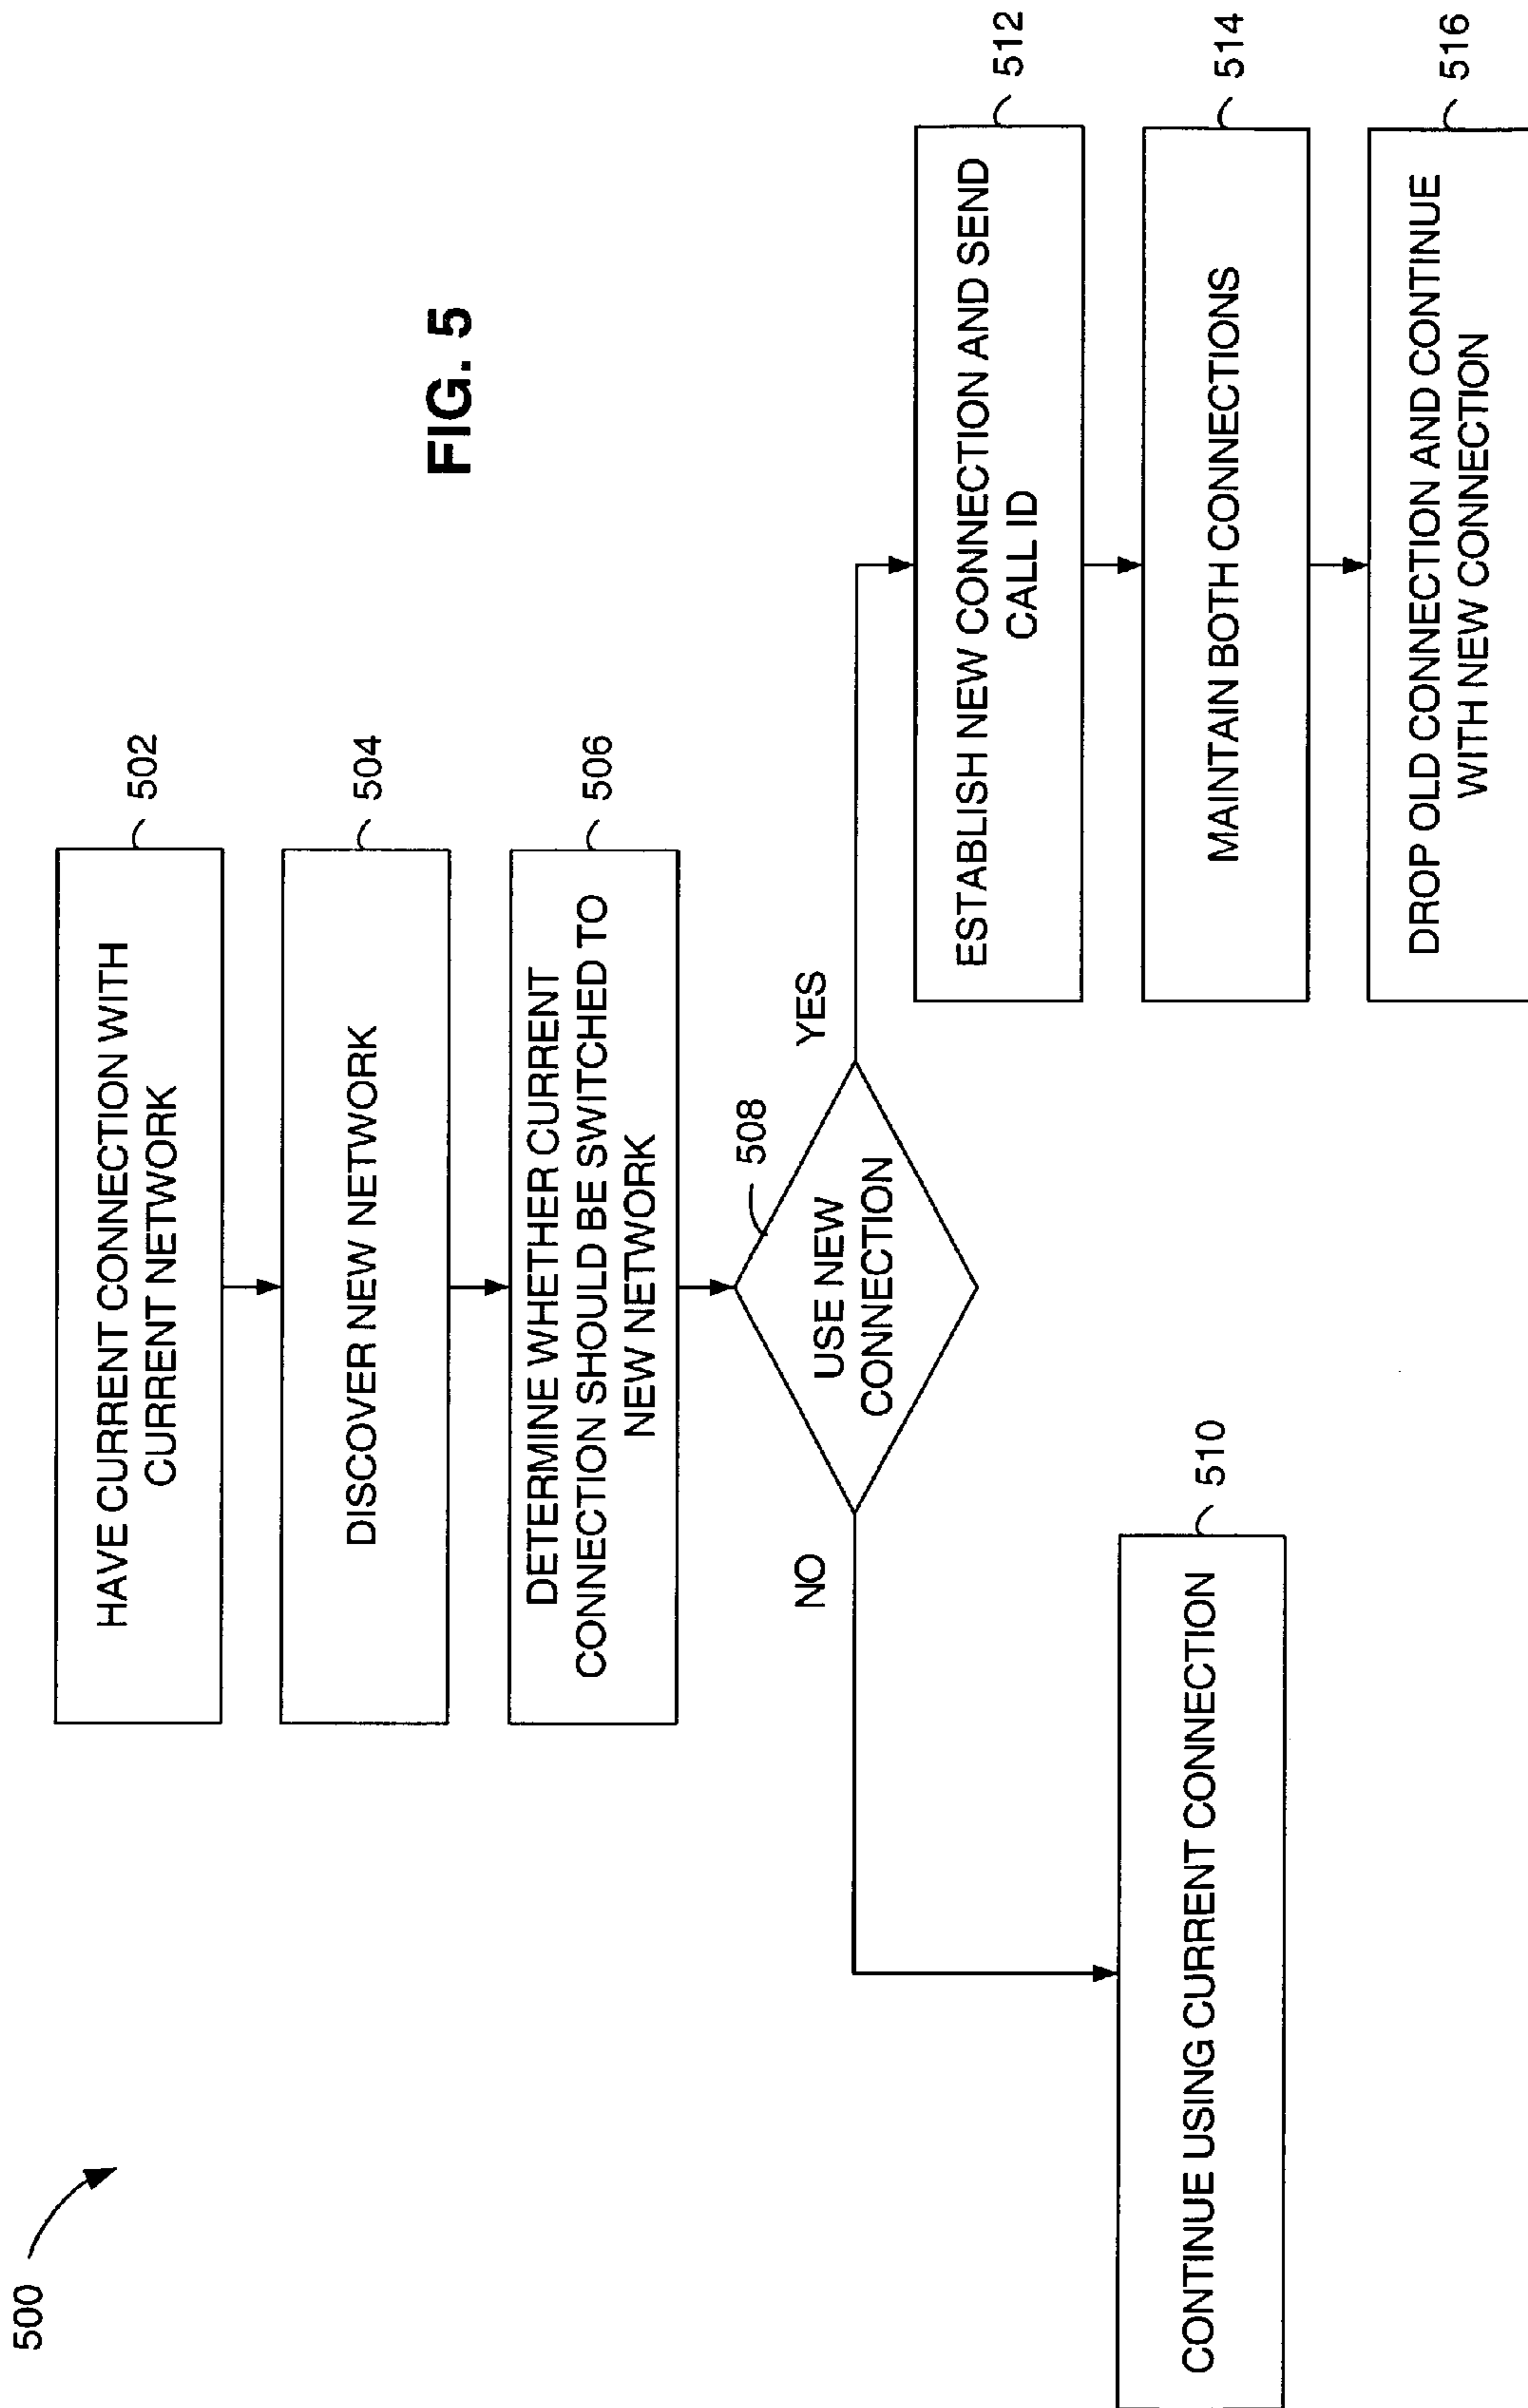 500
HAVE CURRENT CONNECTION WITH
CURRENT NETWORK
502
DISCOVER NEW NETWORK
504
DETERMINE WHETHER CURRENT
CONNECTION SHOULD BE SWITCHED TO
NEW NETWORK
506
508
USE NEW
CONNECTION
NO
YES
CONTINUE USING CURRENT CONNECTION
510
ESTABLISH NEW CONNECTION AND SEND
CALL ID
512
MAINTAIN BOTH CONNECTIONS
514
DROP OLD CONNECTION AND CONTINUE
WITH NEW CONNECTION
516
FIG. 5